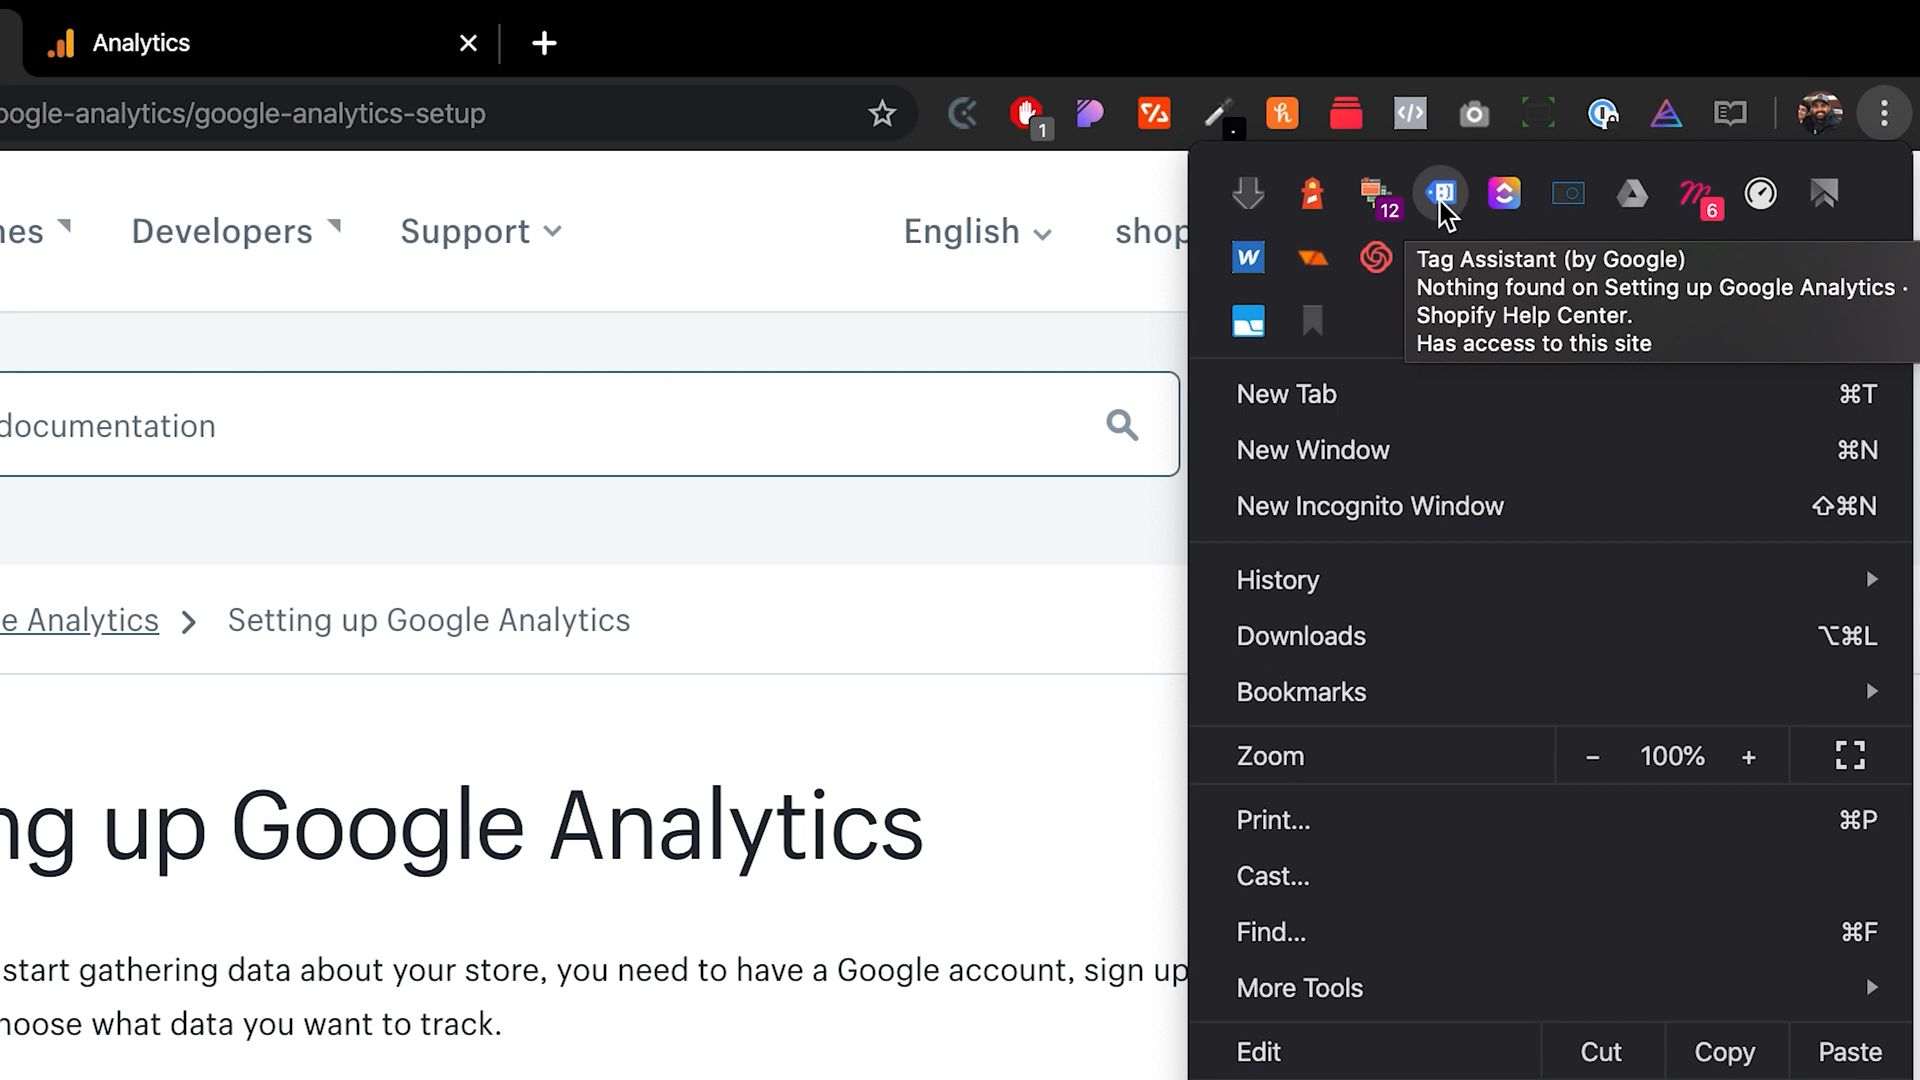 Analytics
oogle-analytics/google-analytics-setup
1
12
6
Tag Assistant (by Google)
Nothing found on Setting up Google Analytics ·
Shopify Help Center.
Has access to this site
nes
Developers
Support
English
shop
documentation
e Analytics > Setting up Google Analytics
ng up Google Analytics
start gathering data about your store, you need to have a Google account, sign up
hoose what data you want to track.
New Tab ⌘T
New Window ⌘N
New Incognito Window ⇧⌘N
History
Downloads ⌥⌘L
Bookmarks
Zoom - 100% +
Print... ⌘P
Cast...
Find... ⌘F
More Tools
Edit Cut Copy Paste